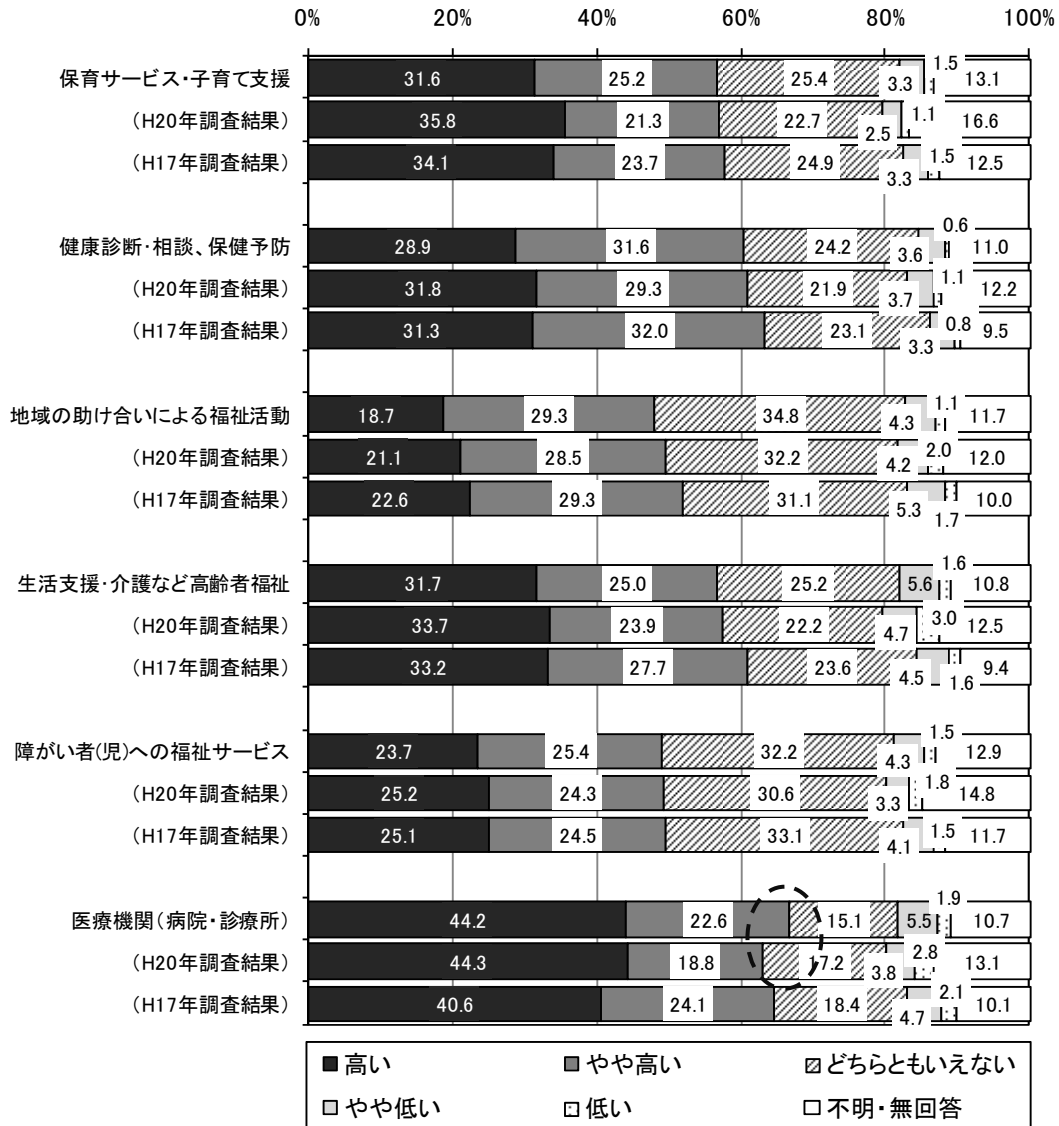 0% 20% 40% 60% 80% 100%
保育サービス・子育て支援 31.6 25.2 25.4 3.3 1.5 13.1
(H20年調査結果) 35.8 21.3 22.7 2.5 1.1 16.6
(H17年調査結果) 34.1 23.7 24.9 3.3 1.5 12.5
健康診断・相談、保健予防 28.9 31.6 24.2 3.6 0.6 11.0
(H20年調査結果) 31.8 29.3 21.9 3.7 1.1 12.2
(H17年調査結果) 31.3 32.0 23.1 3.3 0.8 9.5
地域の助け合いによる福祉活動 18.7 29.3 34.8 4.3 1.1 11.7
(H20年調査結果) 21.1 28.5 32.2 4.2 2.0 12.0
(H17年調査結果) 22.6 29.3 31.1 5.3 1.7 10.0
生活支援・介護など高齢者福祉 31.7 25.0 25.2 5.6 1.6 10.8
(H20年調査結果) 33.7 23.9 22.2 4.7 3.0 12.5
(H17年調査結果) 33.2 27.7 23.6 4.5 1.6 9.4
障がい者(児)への福祉サービス 23.7 25.4 32.2 4.3 1.5 12.9
(H20年調査結果) 25.2 24.3 30.6 3.3 1.8 14.8
(H17年調査結果) 25.1 24.5 33.1 4.1 1.5 11.7
医療機関(病院・診療所) 44.2 22.6 15.1 5.5 1.9 10.7
(H20年調査結果) 44.3 18.8 17.2 3.8 2.8 13.1
(H17年調査結果) 40.6 24.1 18.4 4.7 2.1 10.1
高い やや高い どちらともいえない
やや低い 低い 不明・無回答